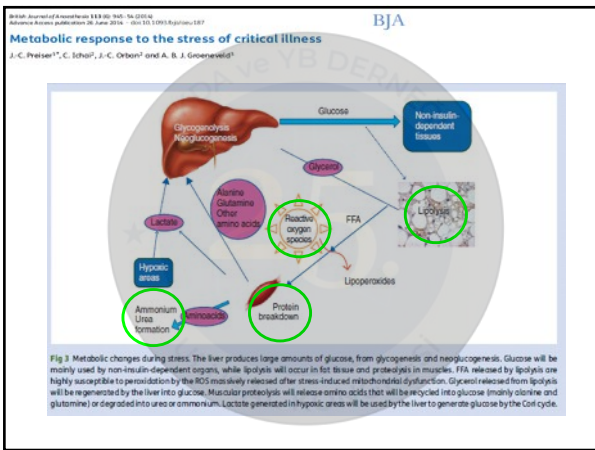 British Journal of Anaesthesia 113 (6): 945–54 (2014)
Advance Access publication 26 June 2014 · doi:10.1093/bja/aeu187
BJA
Metabolic response to the stress of critical illness
J.-C. Preiser1*, C. Ichai2, J.-C. Orban2 and A. B. J. Groeneveld3
Glucose
Non-insulin-
dependent
tissues
Glycogenolysis
Neoglucogenesis
Glycerol
Alanine
Glutamine
Other
amino acids
Reactive
oxygen
species
FFA
Lipolysis
Lactate
Hypoxic
areas
Lipoperoxides
Ammonium
Urea
formation
Aminoacids
Protein
breakdown
Fig 3 Metabolic changes during stress. The liver produces large amounts of glucose, from glycogenesis and neoglucogenesis. Glucose will be
mainly used by non-insulin-dependent organs, while lipolysis will occur in fat tissue and proteolysis in muscles. FFA released by lipolysis are
highly susceptible to peroxidation by the ROS massively released after stress-induced mitochondrial dysfunction. Glycerol released from lipolysis
will be regenerated by the liver into glucose. Muscular proteolysis will release amino acids that will be recycled into glucose (mainly alanine and
glutamine) or degraded into urea or ammonium. Lactate generated in hypoxic areas will be used by the liver to generate glucose by the Cori cycle.